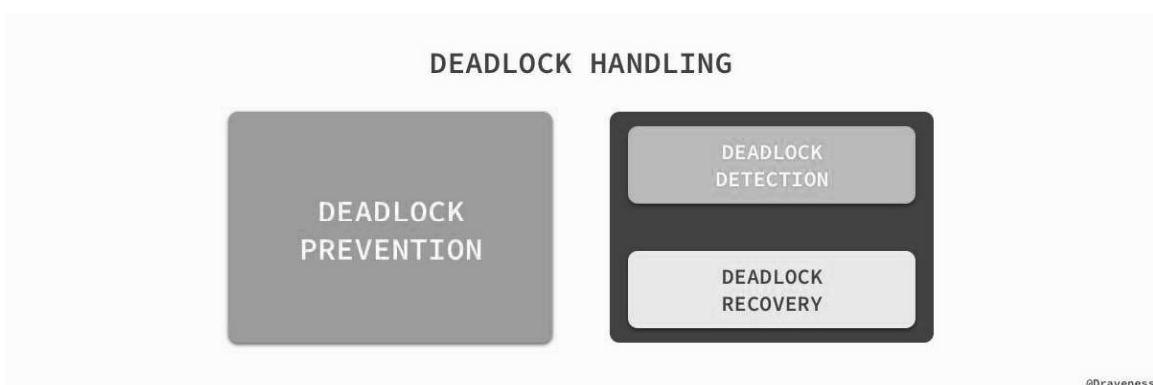 DEADLOCK HANDLING
DEADLOCK
PREVENTION
DEADLOCK
DETECTION
DEADLOCK
RECOVERY
@Draveness